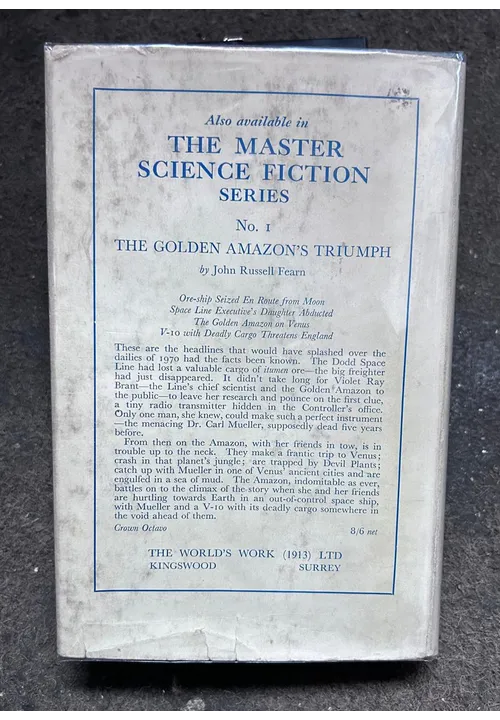 Also available in
THE MASTER
SCIENCE FICTION
SERIES
No. 1
THE GOLDEN AMAZON'S TRIUMPH
by John Russell Fearn
Ore-ship Seized En Route from Moon
Space Line Executive's Daughter Abducted
The Golden Amazon on Venus
V-10 with Deadly Cargo Threatens England
These are the headlines that would have splashed over the
dailies of 1970 had the facts been known. The Dodd Space
Line had lost a valuable cargo of itumen ore—the big freighter
had just disappeared. It didn't take long for Violet Ray
Brant—the Line's chief scientist and the Golden Amazon to
the public—to leave her research and pounce on the first clue,
a tiny radio transmitter hidden in the Controller's office.
Only one man, she knew, could make such a perfect instrument
—the menacing Dr. Carl Mueller, supposedly dead five years
before.
From then on the Amazon, with her friends in tow, is in
trouble up to the neck. They make a frantic trip to Venus;
crash in that planet's jungle; are trapped by Devil Plants;
catch up with Mueller in one of Venus' ancient cities and are
engulfed in a sea of mud. The Amazon, indomitable as ever,
battles on to the climax of the story when she and her friends
are hurtling towards Earth in an out-of-control space ship,
with Mueller and a V-10 with its deadly cargo somewhere in
the void ahead of them.
Crown Octavo 8/6 net
THE WORLD'S WORK (1913) LTD
KINGSWOOD SURREY